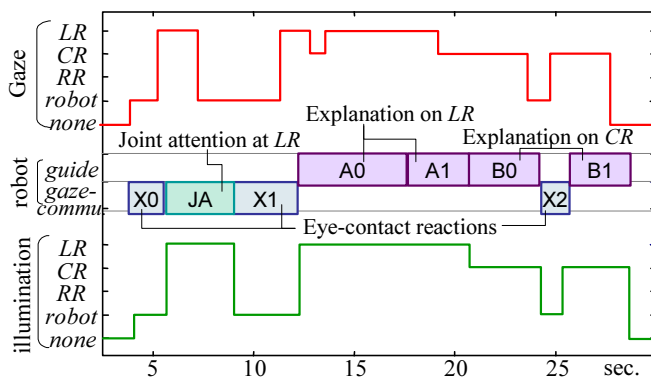 Gaze
LR
CR
RR
robot
none
Joint attention at LR
Explanation on LR
Explanation on CR
robot
guide
gaze-
commu.
A0
A1
B0
B1
X0
JA
X1
X2
Eye-contact reactions
illumination
LR
CR
RR
robot
none
5
10
15
20
25
sec.